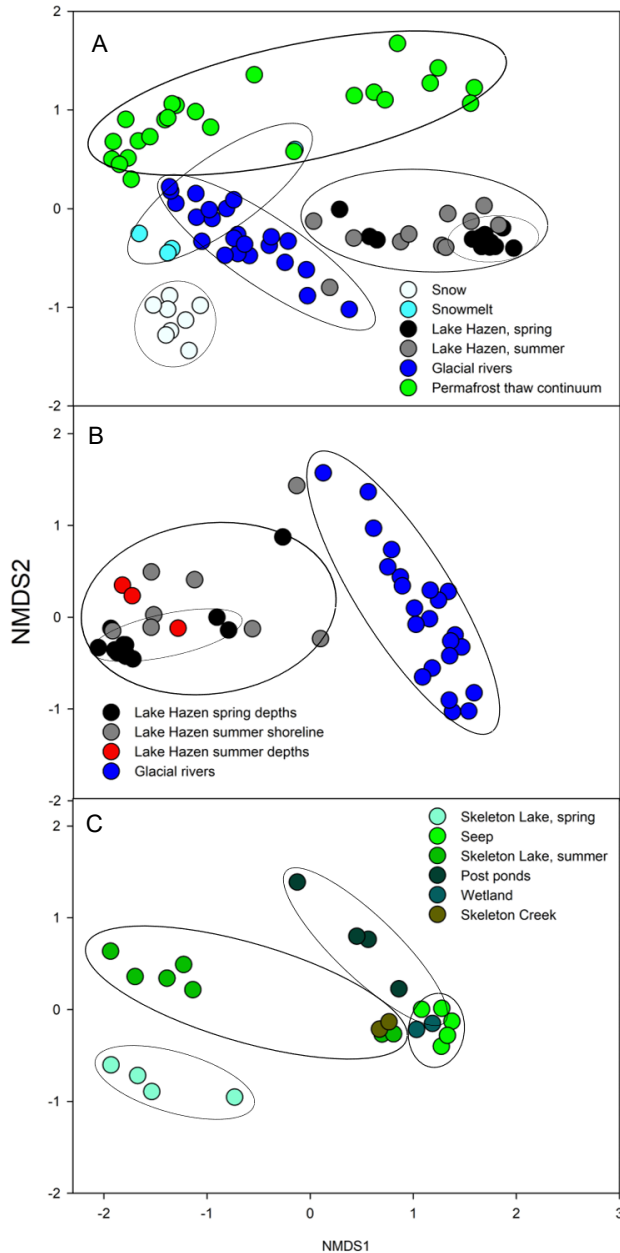 A
2
1
0
-1
-2
Snow
Snowmelt
Lake Hazen, spring
Lake Hazen, summer
Glacial rivers
Permafrost thaw continuum
NMDS2
B
2
1
0
-1
-2
Lake Hazen spring depths
Lake Hazen summer shoreline
Lake Hazen summer depths
Glacial rivers
C
2
1
0
-1
-2
Skeleton Lake, spring
Seep
Skeleton Lake, summer
Post ponds
Wetland
Skeleton Creek
-2 -1 0 1 2 3
NMDS1